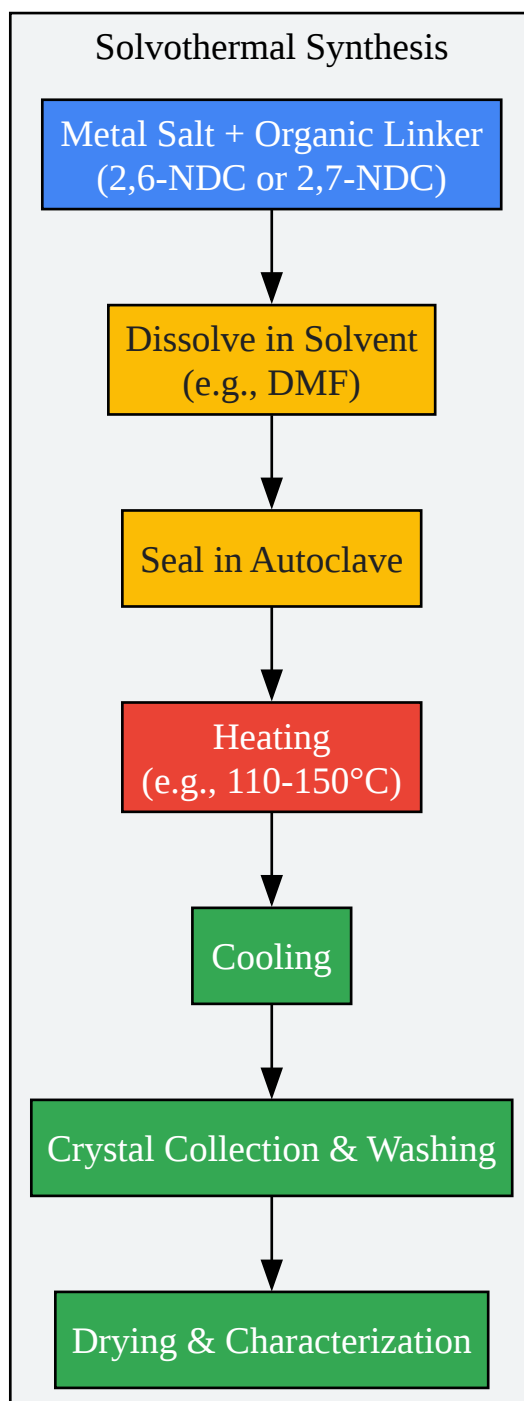 Solvothermal Synthesis
Metal Salt + Organic Linker
(2,6-NDC or 2,7-NDC)
Dissolve in Solvent
(e.g., DMF)
Seal in Autoclave
Heating
(e.g., 110-150°C)
Cooling
Crystal Collection & Washing
Drying & Characterization